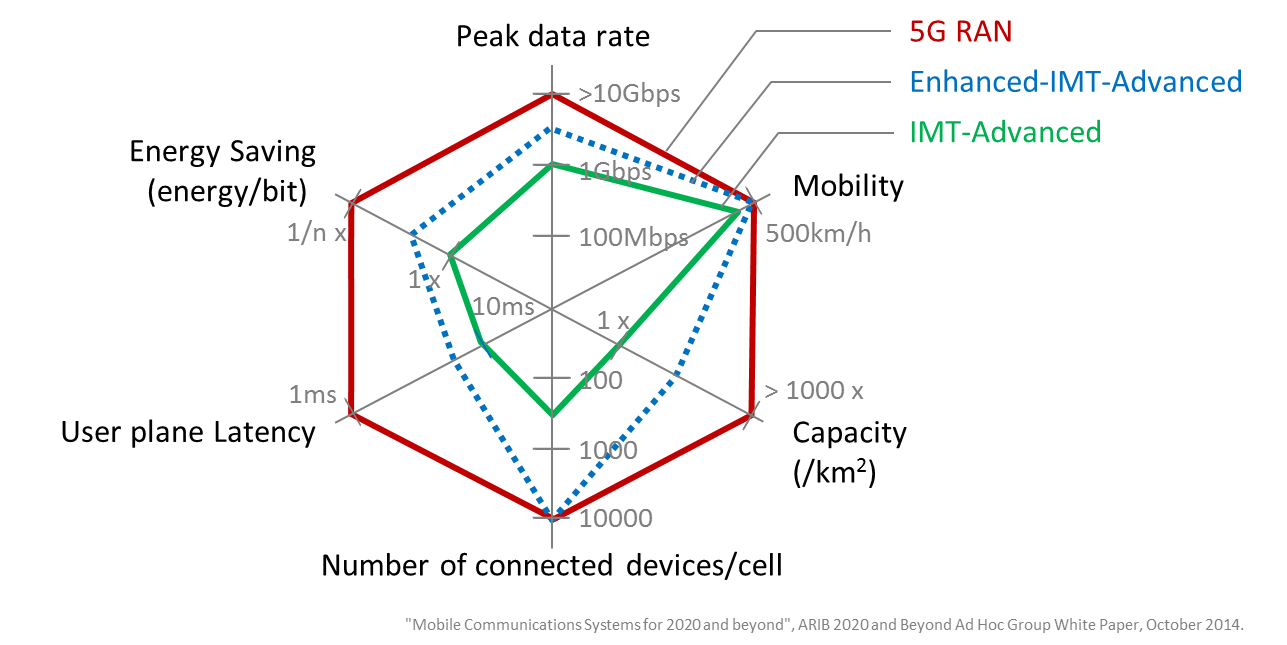 Peak data rate
5G RAN
Enhanced-IMT-Advanced
IMT-Advanced
>10Gbps
1Gbps
100Mbps
Energy Saving
(energy/bit)
1/n x
1 x
Mobility
500km/h
10ms
1 x
1ms
User plane Latency
> 1000 x
Capacity
(/km²)
100
1000
10000
Number of connected devices/cell
"Mobile Communications Systems for 2020 and beyond", ARIB 2020 and Beyond Ad Hoc Group White Paper, October 2014.